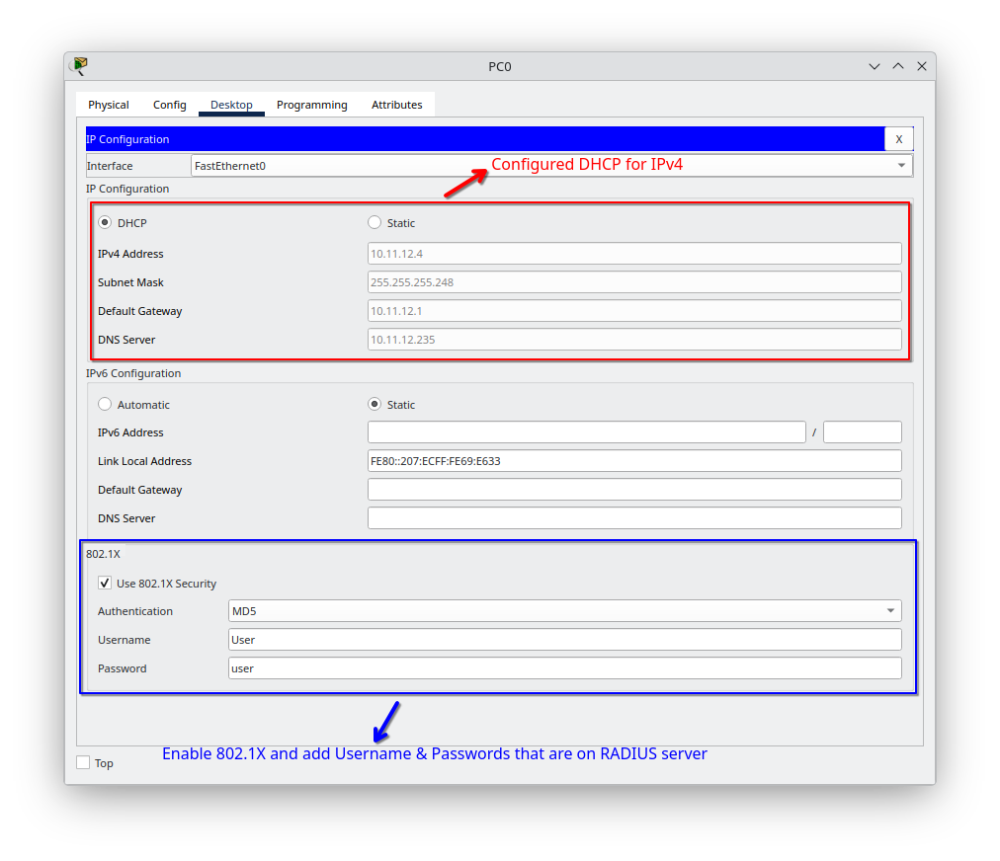 PC0
Physical Config Desktop Programming Attributes
IP Configuration X
Interface FastEthernet0
Configured DHCP for IPv4
IP Configuration
DHCP Static
IPv4 Address 10.11.12.4
Subnet Mask 255.255.255.248
Default Gateway 10.11.12.1
DNS Server 10.11.12.235
IPv6 Configuration
Automatic Static
IPv6 Address /
Link Local Address FE80::207:ECFF:FE69:E633
Default Gateway
DNS Server
802.1X
Use 802.1X Security
Authentication MD5
Username User
Password user
Enable 802.1X and add Username & Passwords that are on RADIUS server
Top